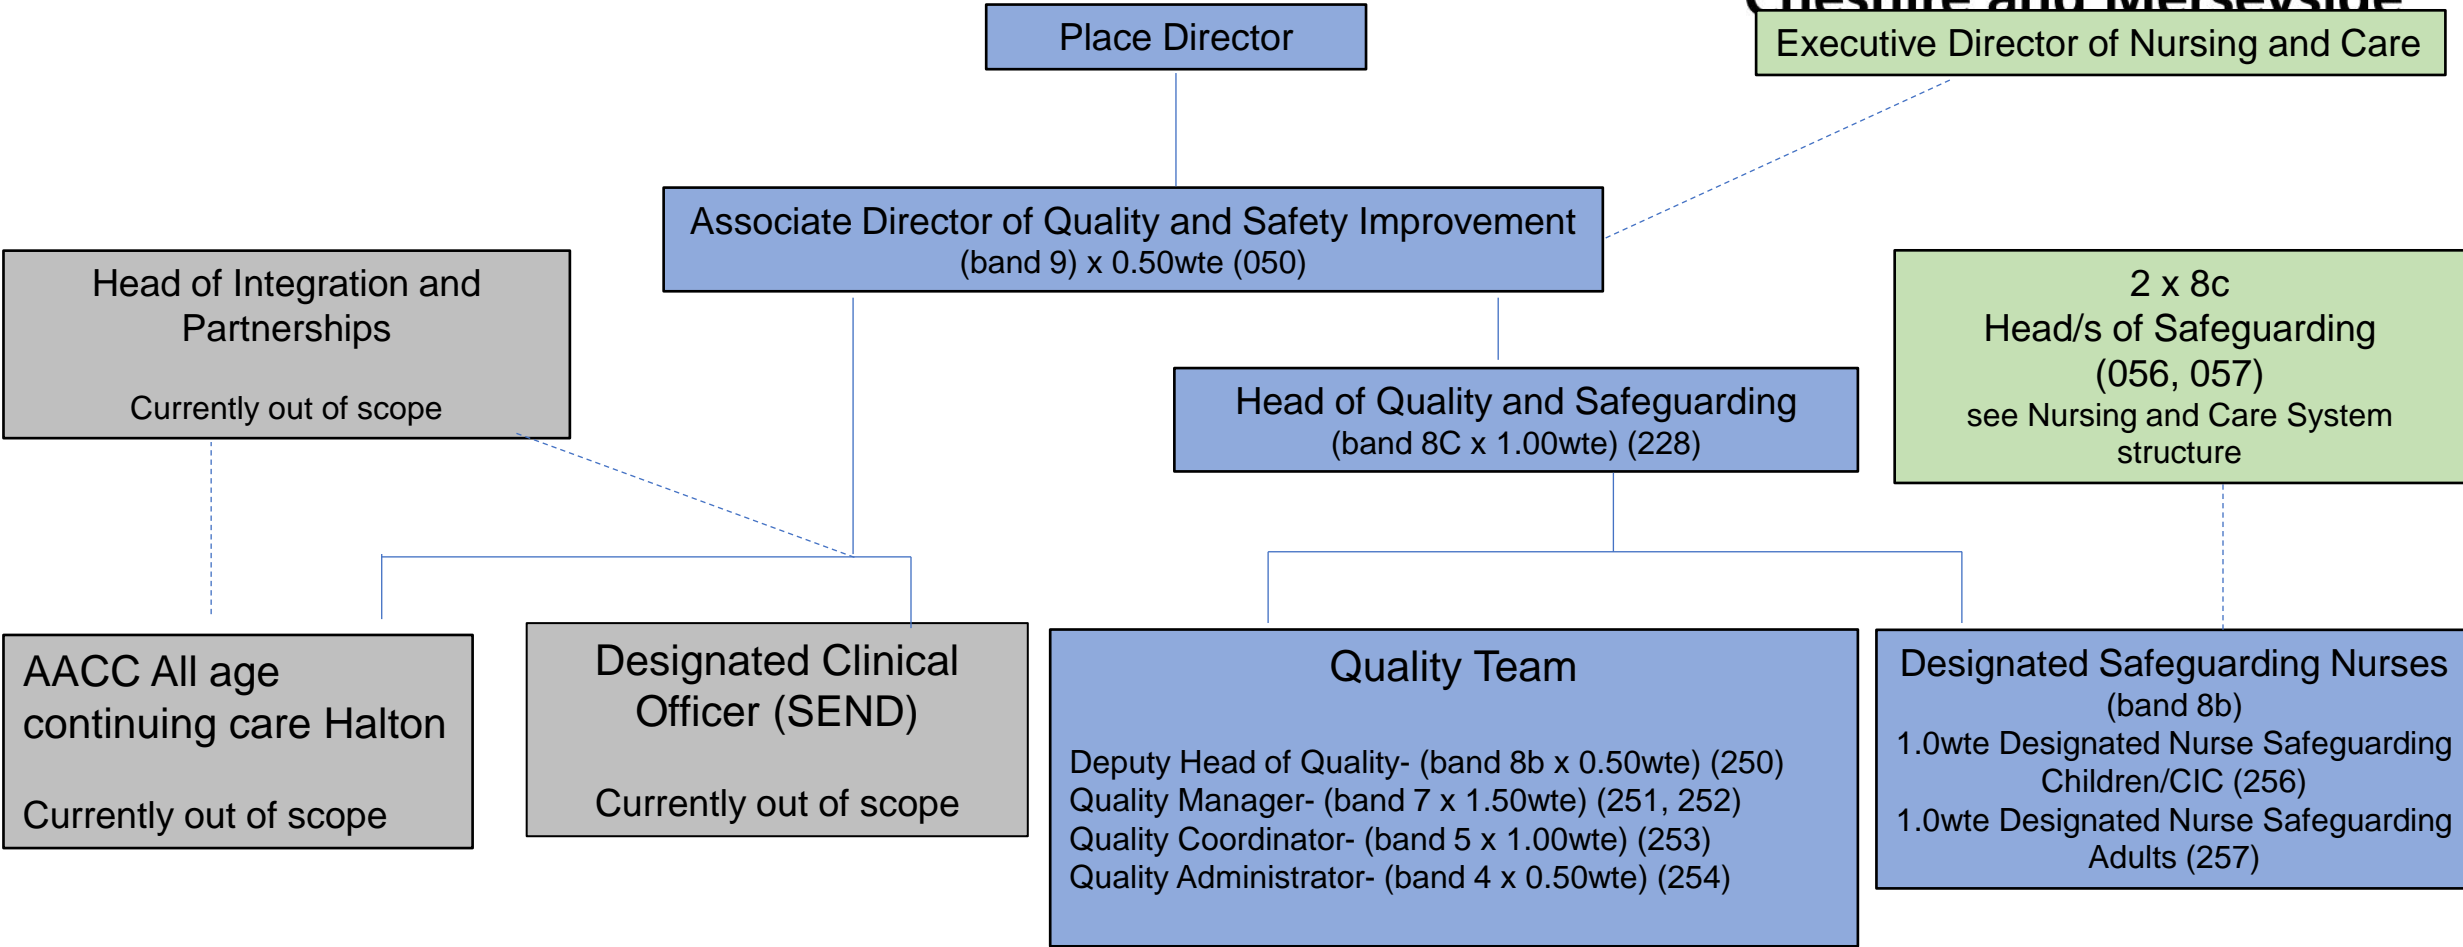 Cheshire and Merseyside
Place Director
Executive Director of Nursing and Care
Associate Director of Quality and Safety Improvement
(band 9) x 0.50wte (050)
Head of Integration and
Partnerships
Currently out of scope
2 x 8c
Head/s of Safeguarding
(056, 057)
see Nursing and Care System
structure
Head of Quality and Safeguarding
(band 8C x 1.00wte) (228)
AACC All age
continuing care Halton
Currently out of scope
Designated Clinical
Officer (SEND)
Currently out of scope
Quality Team
Deputy Head of Quality- (band 8b x 0.50wte) (250)
Quality Manager- (band 7 x 1.50wte) (251, 252)
Quality Coordinator- (band 5 x 1.00wte) (253)
Quality Administrator- (band 4 x 0.50wte) (254)
Designated Safeguarding Nurses
(band 8b)
1.0wte Designated Nurse Safeguarding
Children/CIC (256)
1.0wte Designated Nurse Safeguarding
Adults (257)